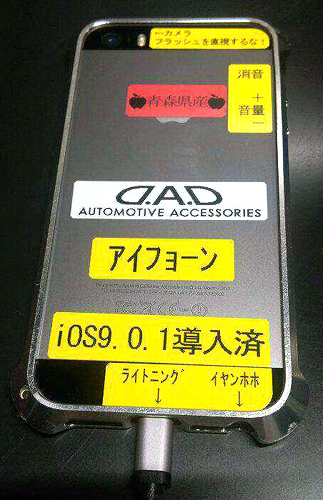 ←カメラ
フラッシュを直視するな!
消音
+
音量
−
青森県産
D.A.D
AUTOMOTIVE ACCESSORIES
アイフォーン
iOS9.0.1導入済
ライトニング イヤンホホ
↓ ↓